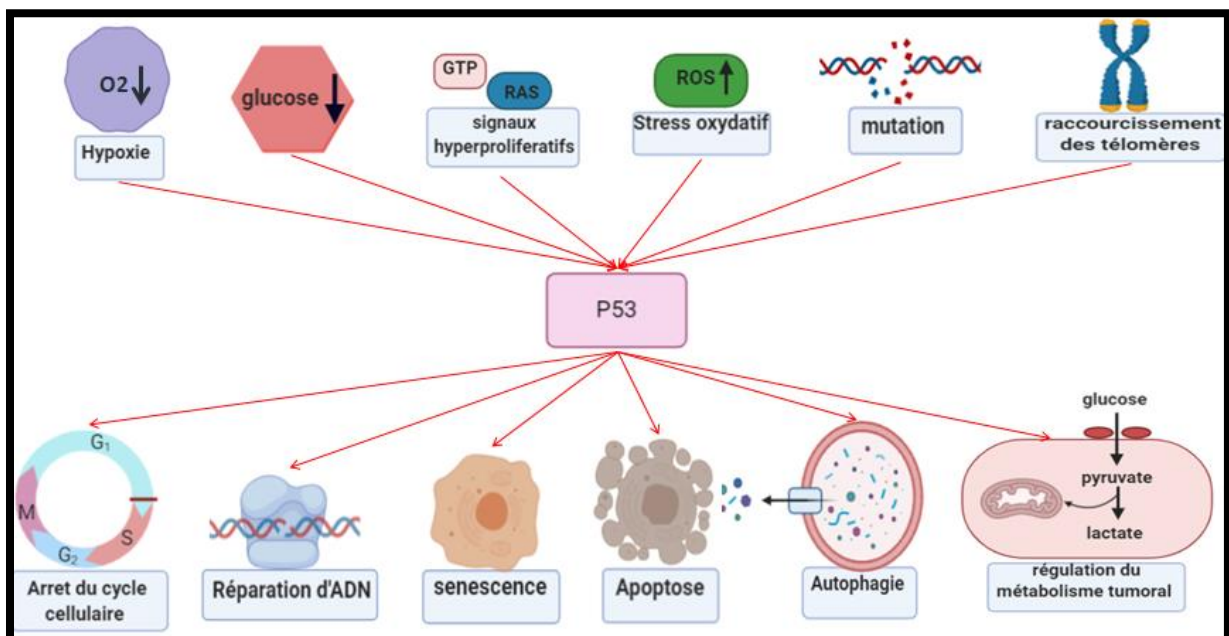 O2
Hypoxie
glucose
GTP
RAS
signaux
hyperproliferatifs
ROS
Stress oxydatif
mutation
raccourcissement
des télomères
P53
G1
S
G2
M
Arret du cycle
cellulaire
Réparation d'ADN
senescence
Apoptose
Autophagie
glucose
pyruvate
lactate
régulation du
métabolisme tumoral